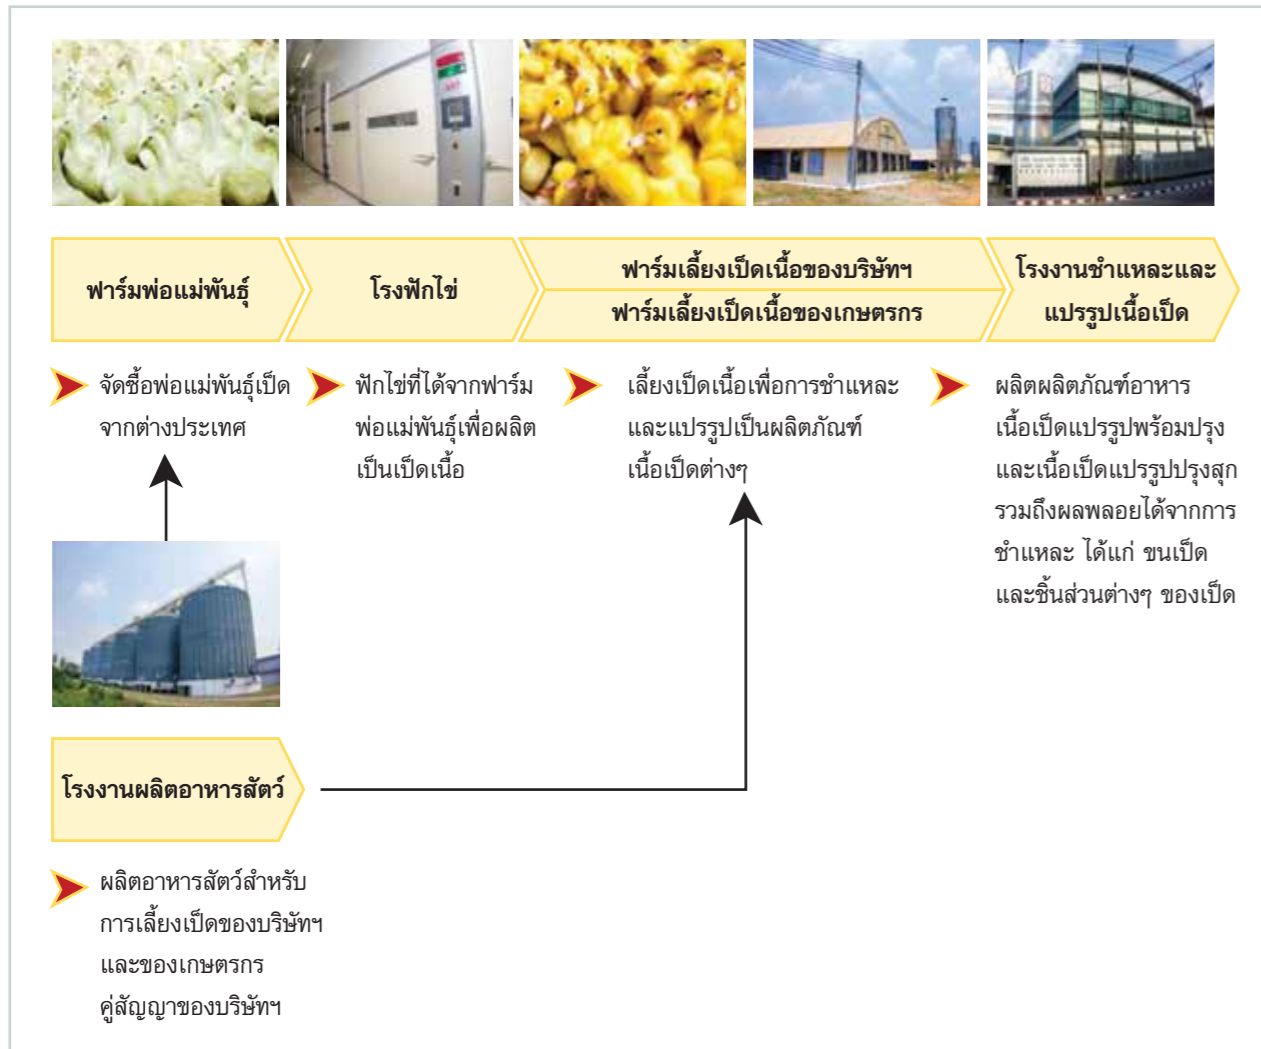 ฟาร์มพ่อแม่พันธุ์
โรงฟักไข่
ฟาร์มเลี้ยงเป็ดเนื้อของบริษัทฯ
ฟาร์มเลี้ยงเป็ดเนื้อของเกษตรกร
โรงงานชำแหละและ
แปรรูปเนื้อเป็ด
จัดซื้อพ่อแม่พันธุ์เป็ด
จากต่างประเทศ
ฟักไข่ที่ได้จากฟาร์ม
พ่อแม่พันธุ์เพื่อผลิต
เป็นเป็ดเนื้อ
เลี้ยงเป็ดเนื้อเพื่อการชำแหละ
และแปรรูปเป็นผลิตภัณฑ์
เนื้อเป็ดต่างๆ
ผลิตผลิตภัณฑ์อาหาร
เนื้อเป็ดแปรรูปพร้อมปรุง
และเนื้อเป็ดแปรรูปปรุงสุก
รวมถึงผลพลอยได้จากการ
ชำแหละ ได้แก่ ขนเป็ด
และชิ้นส่วนต่างๆ ของเป็ด
โรงงานผลิตอาหารสัตว์
ผลิตอาหารสัตว์สำหรับ
การเลี้ยงเป็ดของบริษัทฯ
และของเกษตรกร
คู่สัญญาของบริษัทฯ